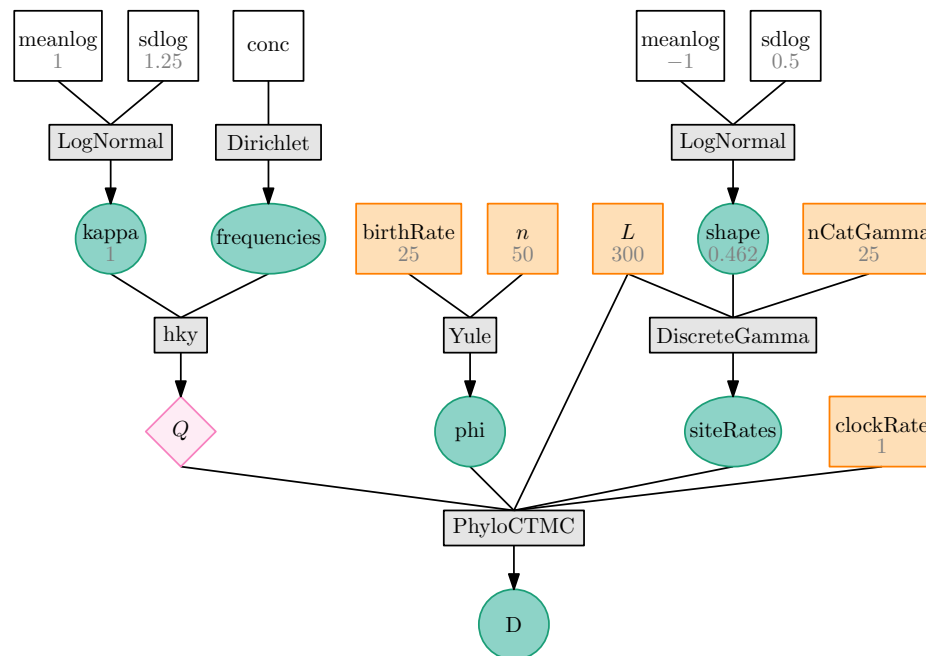 meanlog
1
sdlog
1.25
conc
meanlog
−1
sdlog
0.5
LogNormal
Dirichlet
LogNormal
kappa
1
frequencies
birthRate
25
n
50
L
300
shape
0.462
nCatGamma
25
hky
Yule
DiscreteGamma
Q
phi
siteRates
clockRate
1
PhyloCTMC
D